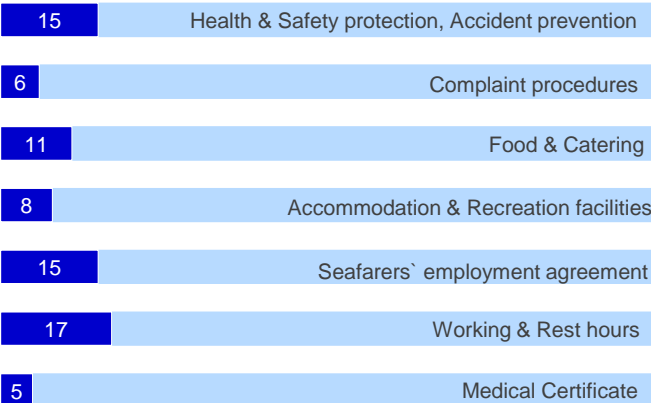 15 Health & Safety protection, Accident prevention
6 Complaint procedures
11 Food & Catering
8 Accommodation & Recreation facilities
15 Seafarers` employment agreement
17 Working & Rest hours
5 Medical Certificate